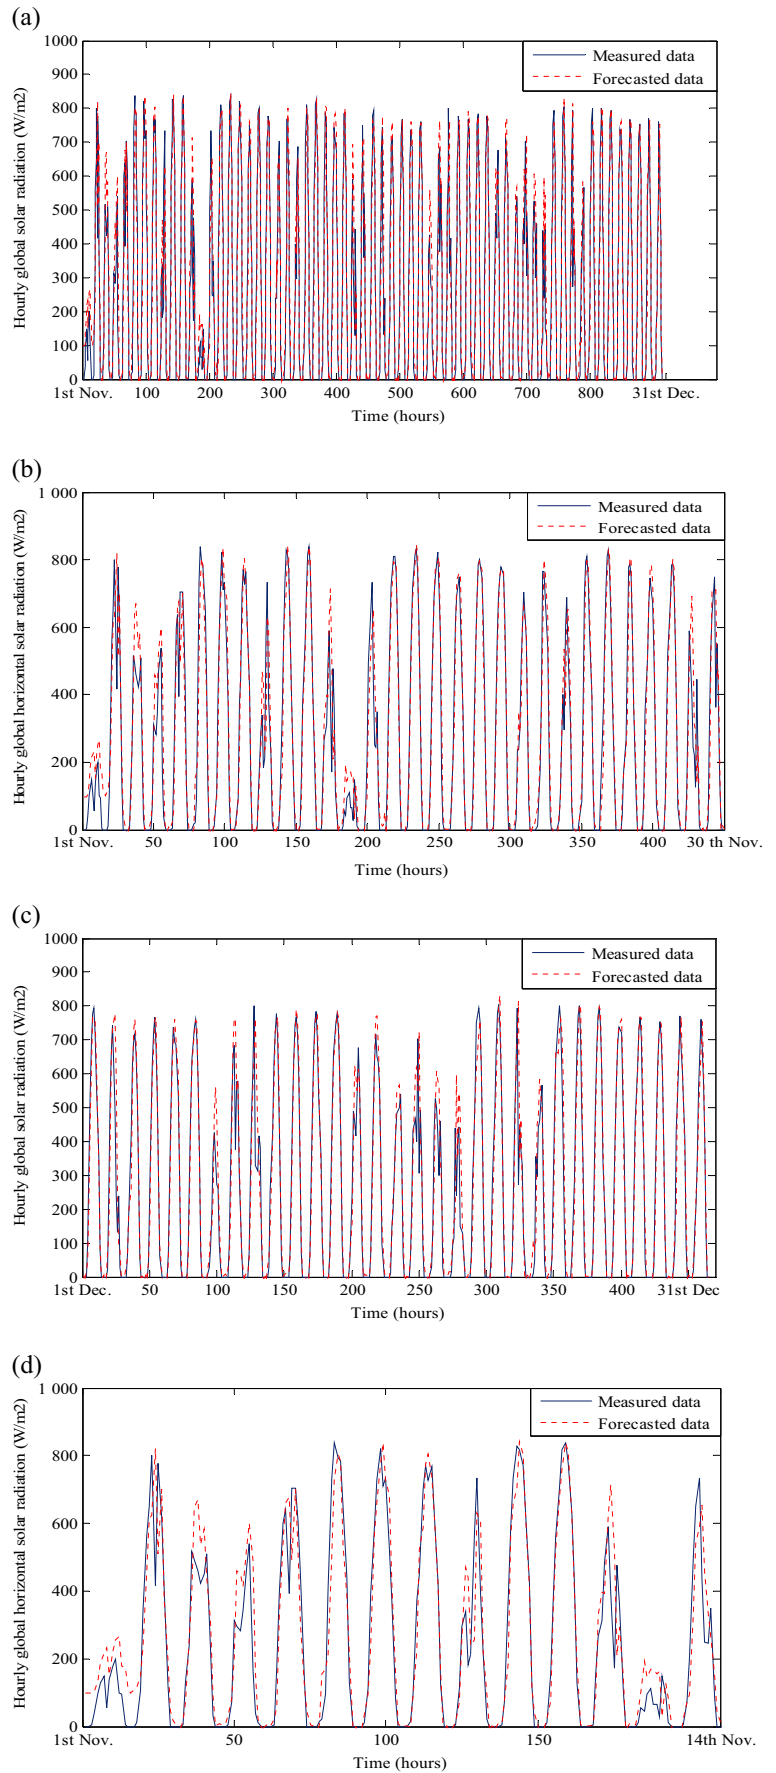 (a)
1000
900
800
700
600
500
400
300
200
100
0
Hourly global solar radiation (W/m2)
Measured data
Forecasted data
1st Nov. 100 200 300 400 500 600 700 800 31st Dec.
Time (hours)
(b)
1 000
800
600
400
200
0
Hourly global horizontal solar radiation (W/m2)
Measured data
Forecasted data
1st Nov. 50 100 150 200 250 300 350 400 30 th Nov.
Time (hours)
(c)
1000
900
800
700
600
500
400
300
200
100
0
Hourly global solar radiation (W/m2)
Measured data
Forecasted data
1st Dec. 50 100 150 200 250 300 350 400 31st Dec
Time (hours)
(d)
1 000
800
600
400
200
0
Hourly global horizontal solar radiation (W/m2)
Measured data
Forecasted data
1st Nov. 50 100 150 14th Nov.
Time (hours)